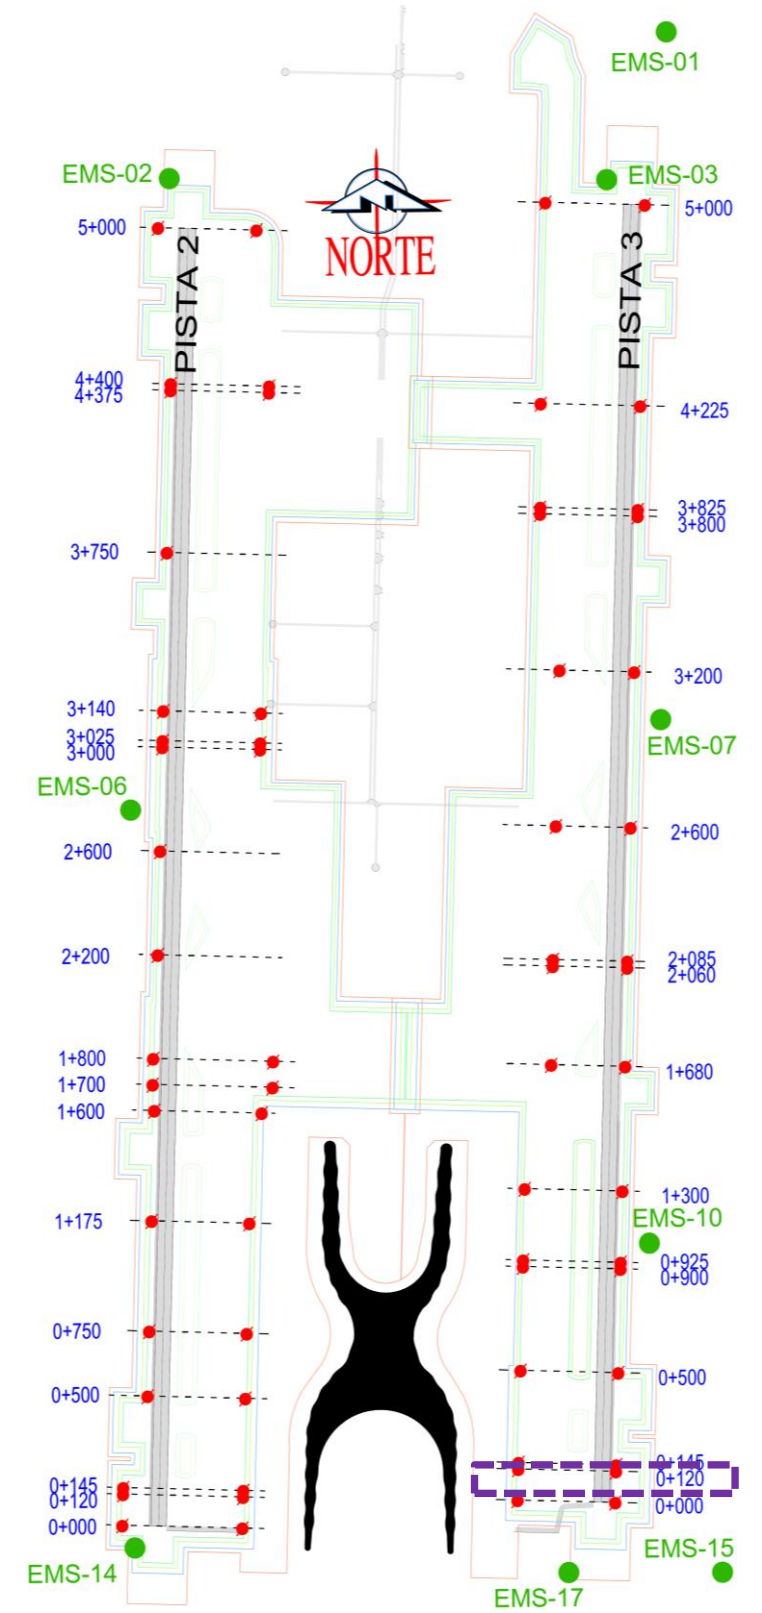 EMS-01
EMS-02
EMS-03
5+000
5+000
NORTE
PISTA 2
PISTA 3
4+400
4+375
4+225
3+825
3+800
3+750
3+200
3+140
3+025
3+000
EMS-07
EMS-06
2+600
2+600
2+200
2+085
2+060
1+800
1+700
1+600
1+680
1+300
1+175
EMS-10
0+925
0+900
0+750
0+500
0+500
0+145
0+120
0+145
0+120
0+000
0+000
EMS-14
EMS-15
EMS-17